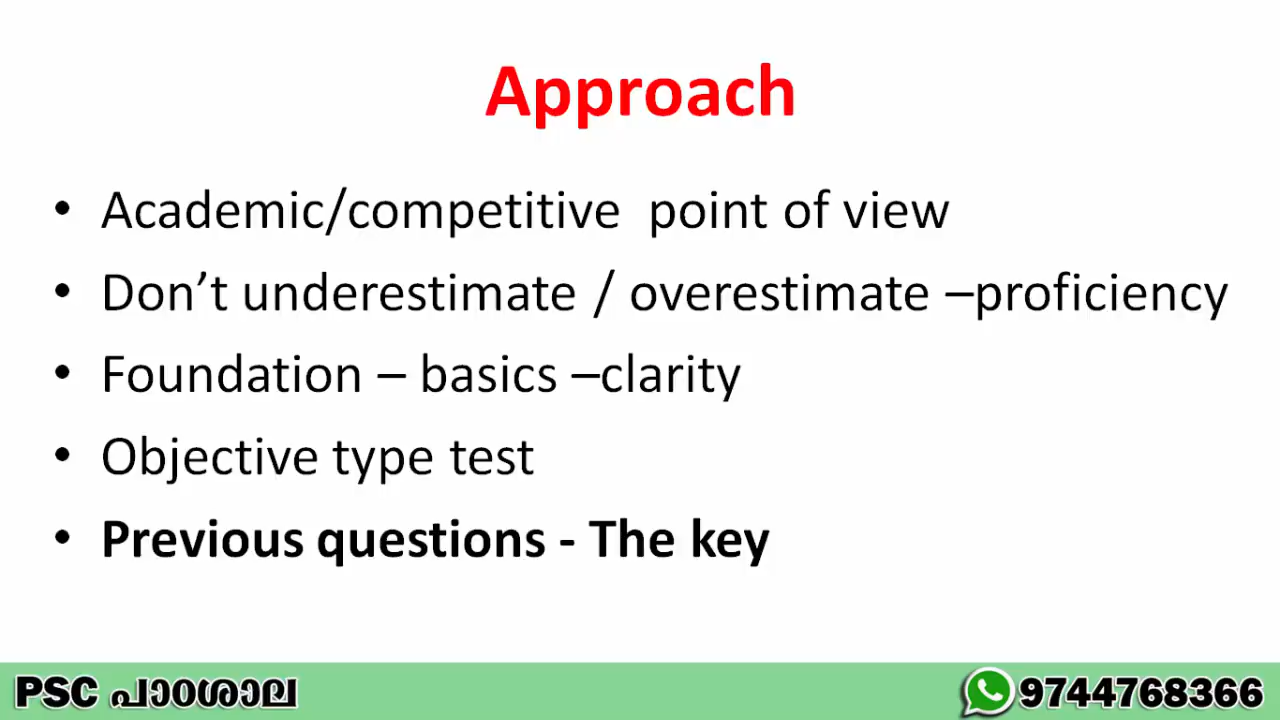 Approach
• Academic/competitive point of view
• Don’t underestimate / overestimate –proficiency
• Foundation – basics –clarity
• Objective type test
• Previous questions - The key
PSC പാഠശാല
9744768366